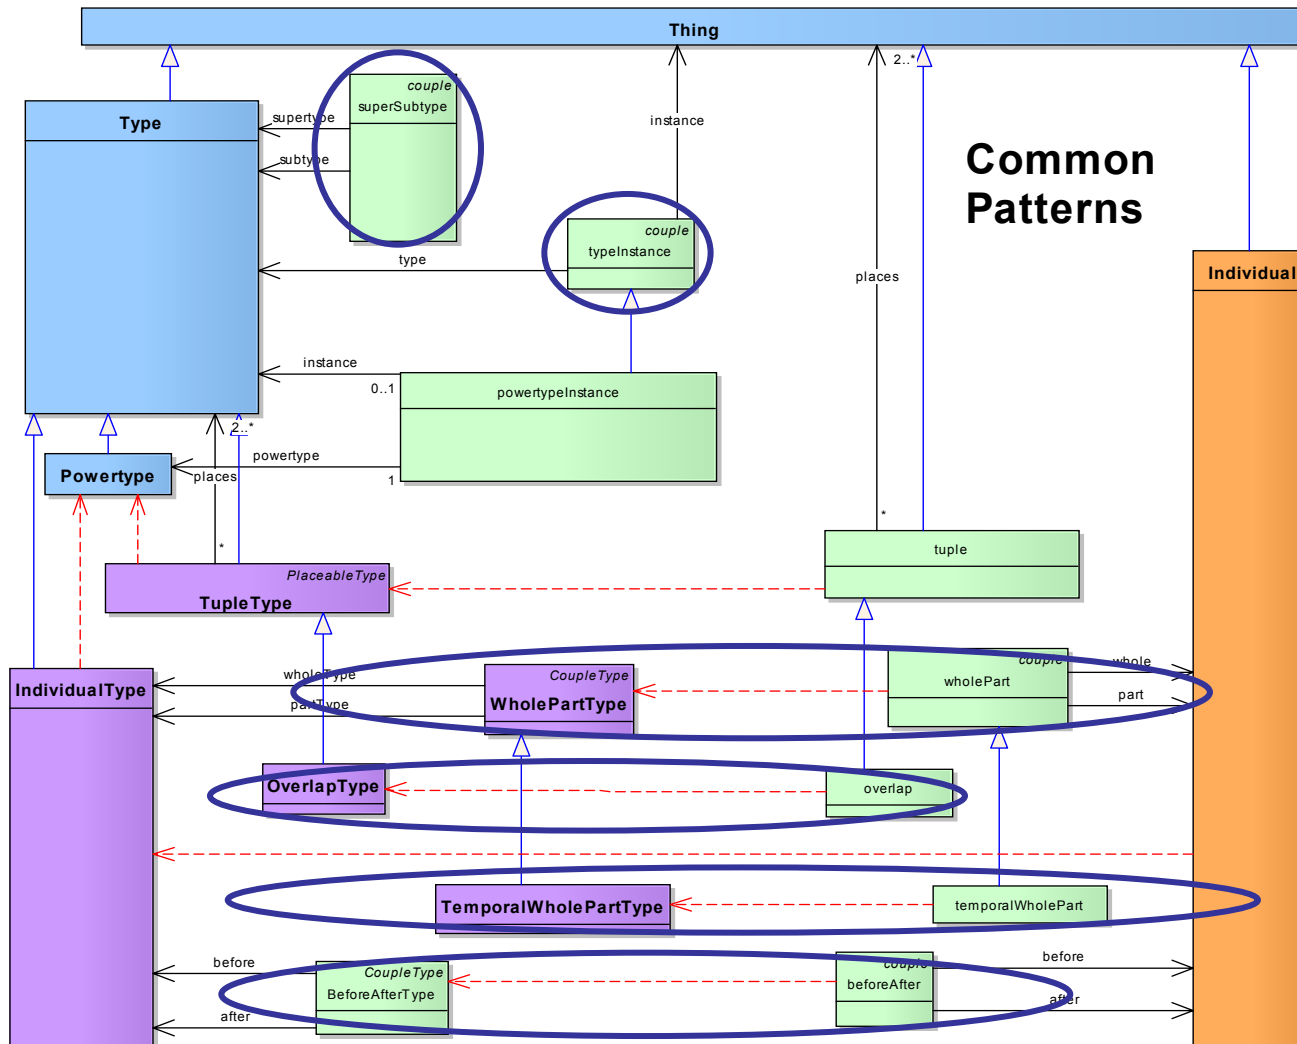 Thing
couple
superSubtype
supertype
subtype
Type
2..*
instance
Common
Patterns
couple
typeInstance
type
places
Individual
instance
0..1
powertypeInstance
2..*
powertype
1
Powertype
places
*
*
tuple
PlaceableType
TupleType
IndividualType
wholeType
partType
CoupleType
WholePartType
couple
wholePart
whole
part
OverlapType
overlap
TemporalWholePartType
temporalWholePart
before
after
CoupleType
BeforeAfterType
couple
beforeAfter
before
after